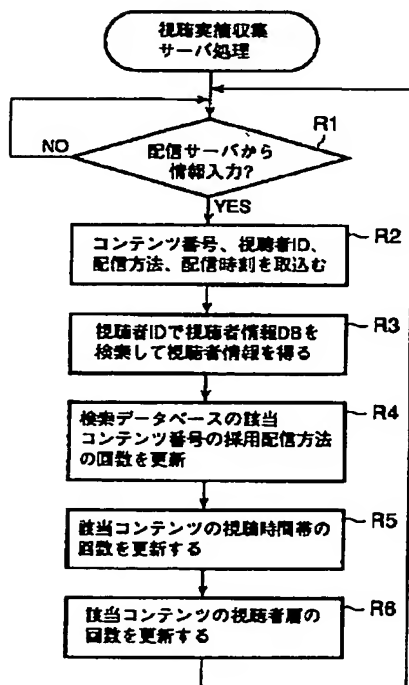 視聴実績収集
サーバ処理
R1
NO
配信サーバから
情報入力?
YES
R2
コンテンツ番号、視聴者ID、
配信方法、配信時刻を取込む
R3
視聴者IDで視聴者情報DBを
検索して視聴者情報を得る
R4
検索データベースの該当
コンテンツ番号の採用配信方法
の回数を更新
R5
該当コンテンツの視聴時間帯の
回数を更新する
R6
該当コンテンツの視聴者層の
回数を更新する